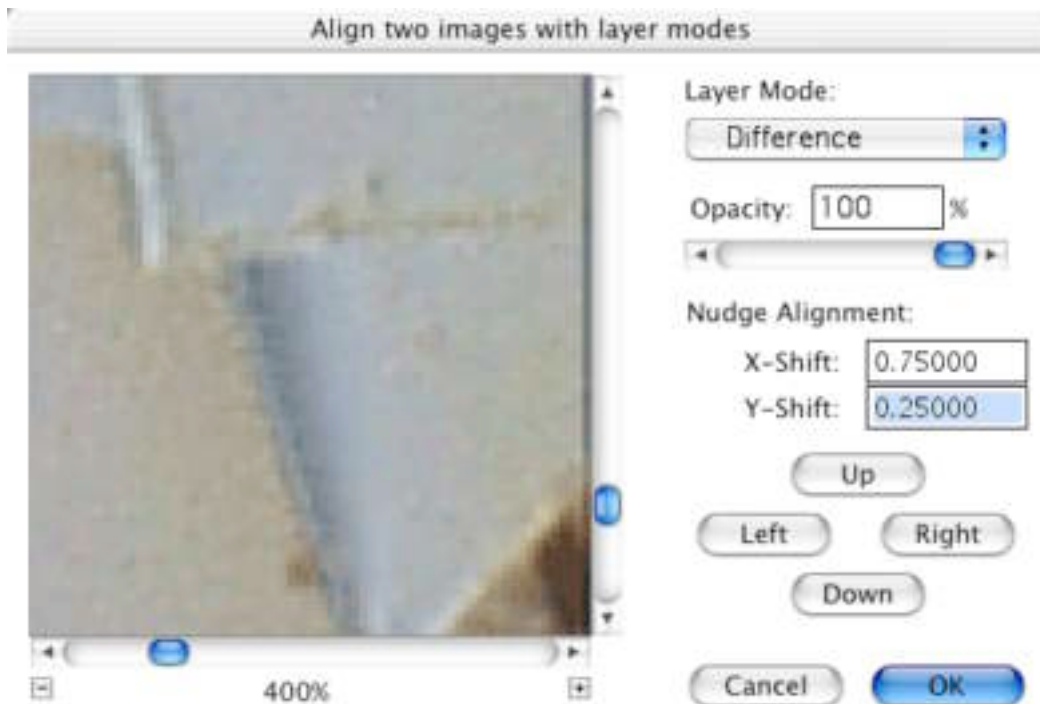 Align two images with layer modes
Layer Mode:
Difference
Opacity: 100 %
Nudge Alignment:
X-Shift: 0.75000
Y-Shift: 0.25000
Up
Left Right
Down
400%
Cancel OK